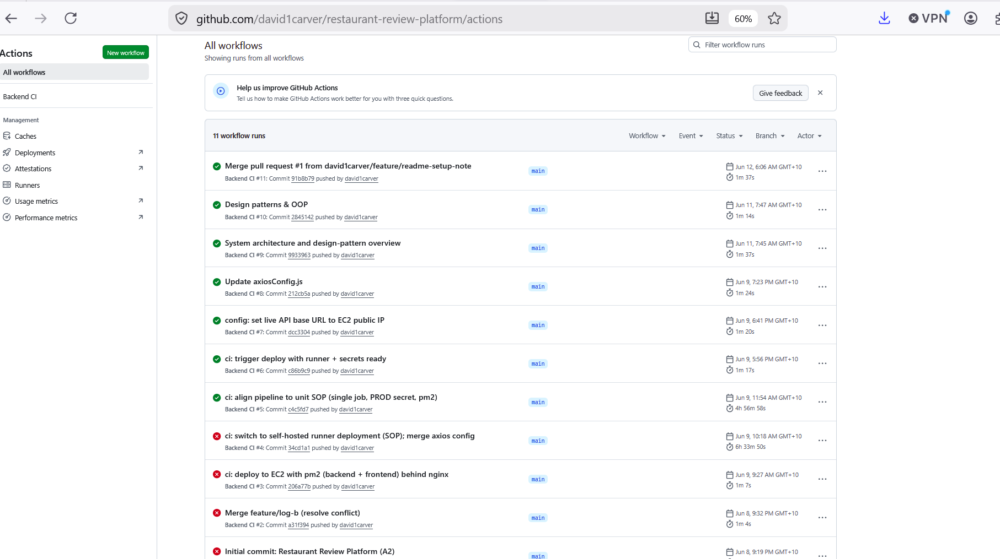 github.com/david1carver/restaurant-review-platform/actions
60%
VPN
Actions
New workflow
All workflows
Backend CI
Management
Caches
Deployments
Attestations
Runners
Usage metrics
Performance metrics
All workflows
Showing runs from all workflows
Filter workflow runs
Help us improve GitHub Actions
Tell us how to make GitHub Actions work better for you with three quick questions.
Give feedback
11 workflow runs
Workflow Event Status Branch Actor
Merge pull request #1 from david1carver/feature/readme-setup-note
Backend CI #11: Commit 91b8b79 pushed by david1carver
main
Jun 12, 6:06 AM GMT+10
1m 37s
Design patterns & OOP
Backend CI #10: Commit 2845142 pushed by david1carver
main
Jun 11, 7:47 AM GMT+10
1m 14s
System architecture and design-pattern overview
Backend CI #9: Commit 9933963 pushed by david1carver
main
Jun 11, 7:45 AM GMT+10
1m 37s
Update axiosConfig.js
Backend CI #8: Commit 212cb5a pushed by david1carver
main
Jun 9, 7:23 PM GMT+10
1m 24s
config: set live API base URL to EC2 public IP
Backend CI #7: Commit dcc3304 pushed by david1carver
main
Jun 9, 6:41 PM GMT+10
1m 20s
ci: trigger deploy with runner + secrets ready
Backend CI #6: Commit c86b9c9 pushed by david1carver
main
Jun 9, 5:56 PM GMT+10
1m 17s
ci: align pipeline to unit SOP (single job, PROD secret, pm2)
Backend CI #5: Commit c4c5fd7 pushed by david1carver
main
Jun 9, 11:54 AM GMT+10
4h 56m 58s
ci: switch to self-hosted runner deployment (SOP); merge axios config
Backend CI #4: Commit 34cd1a1 pushed by david1carver
main
Jun 9, 10:18 AM GMT+10
6h 33m 50s
ci: deploy to EC2 with pm2 (backend + frontend) behind nginx
Backend CI #3: Commit 206a77b pushed by david1carver
main
Jun 9, 9:27 AM GMT+10
1m 7s
Merge feature/log-b (resolve conflict)
Backend CI #2: Commit a31f394 pushed by david1carver
main
Jun 8, 9:32 PM GMT+10
1m 4s
Initial commit: Restaurant Review Platform (A2)
main
Jun 8, 9:19 PM GMT+10